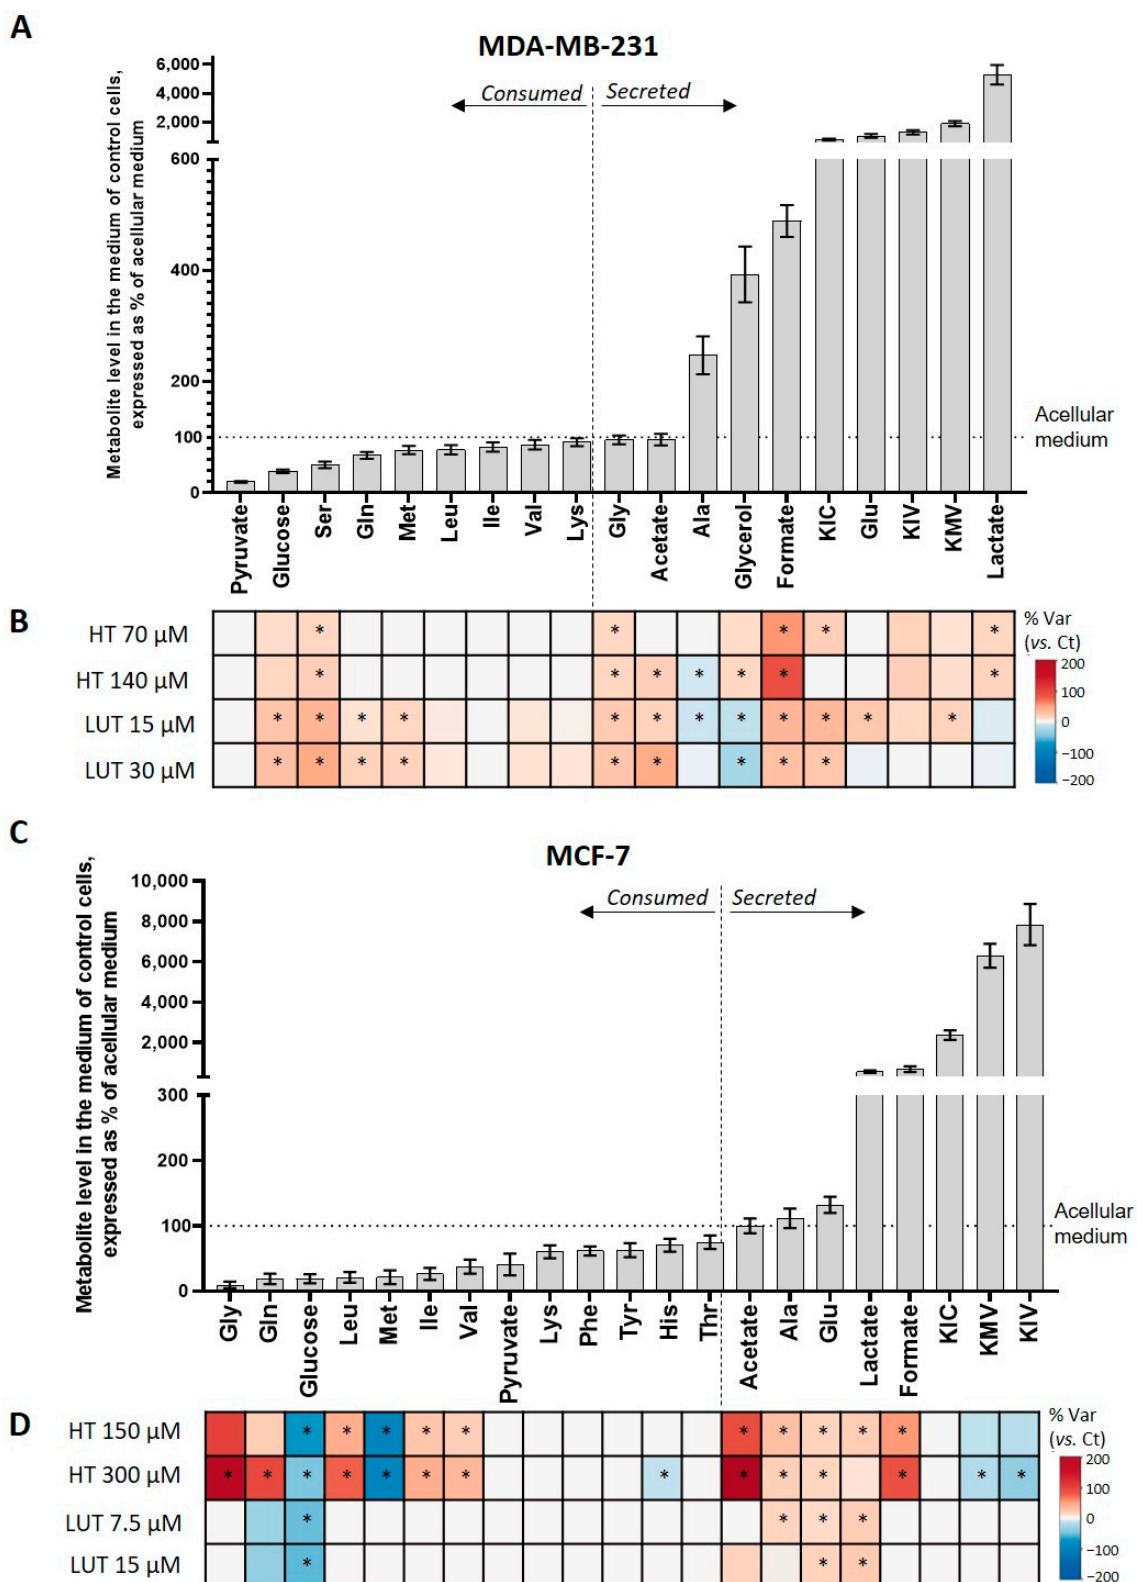 A
MDA-MB-231
Metabolite level in the medium of control cells,
expressed as % of acellular medium
6,000
4,000
2,000
600
400
200
100
0
Consumed
Secreted
Acellular
medium
Pyruvate
Glucose
Ser
Gln
Met
Leu
Ile
Val
Lys
Gly
Acetate
Ala
Glycerol
Formate
KIC
Glu
KIV
KMV
Lactate
B
HT 70 µM * * * * *
HT 140 µM * * * * * * *
LUT 15 µM * * * * * * * * * * * *
LUT 30 µM * * * * * * * * *
% Var
(vs. Ct)
200
100
0
−100
−200
C
MCF-7
Metabolite level in the medium of control cells,
expressed as % of acellular medium
10,000
8,000
6,000
4,000
2,000
300
200
100
0
Consumed
Secreted
Acellular
medium
Gly
Gln
Glucose
Leu
Met
Ile
Val
Pyruvate
Lys
Phe
Tyr
His
Thr
Acetate
Ala
Glu
Lactate
Formate
KIC
KMV
KIV
D
HT 150 µM * * * * * * * * * *
HT 300 µM * * * * * * * * * * * * * *
LUT 7.5 µM * * * *
LUT 15 µM * * *
% Var
(vs. Ct)
200
100
0
−100
−200